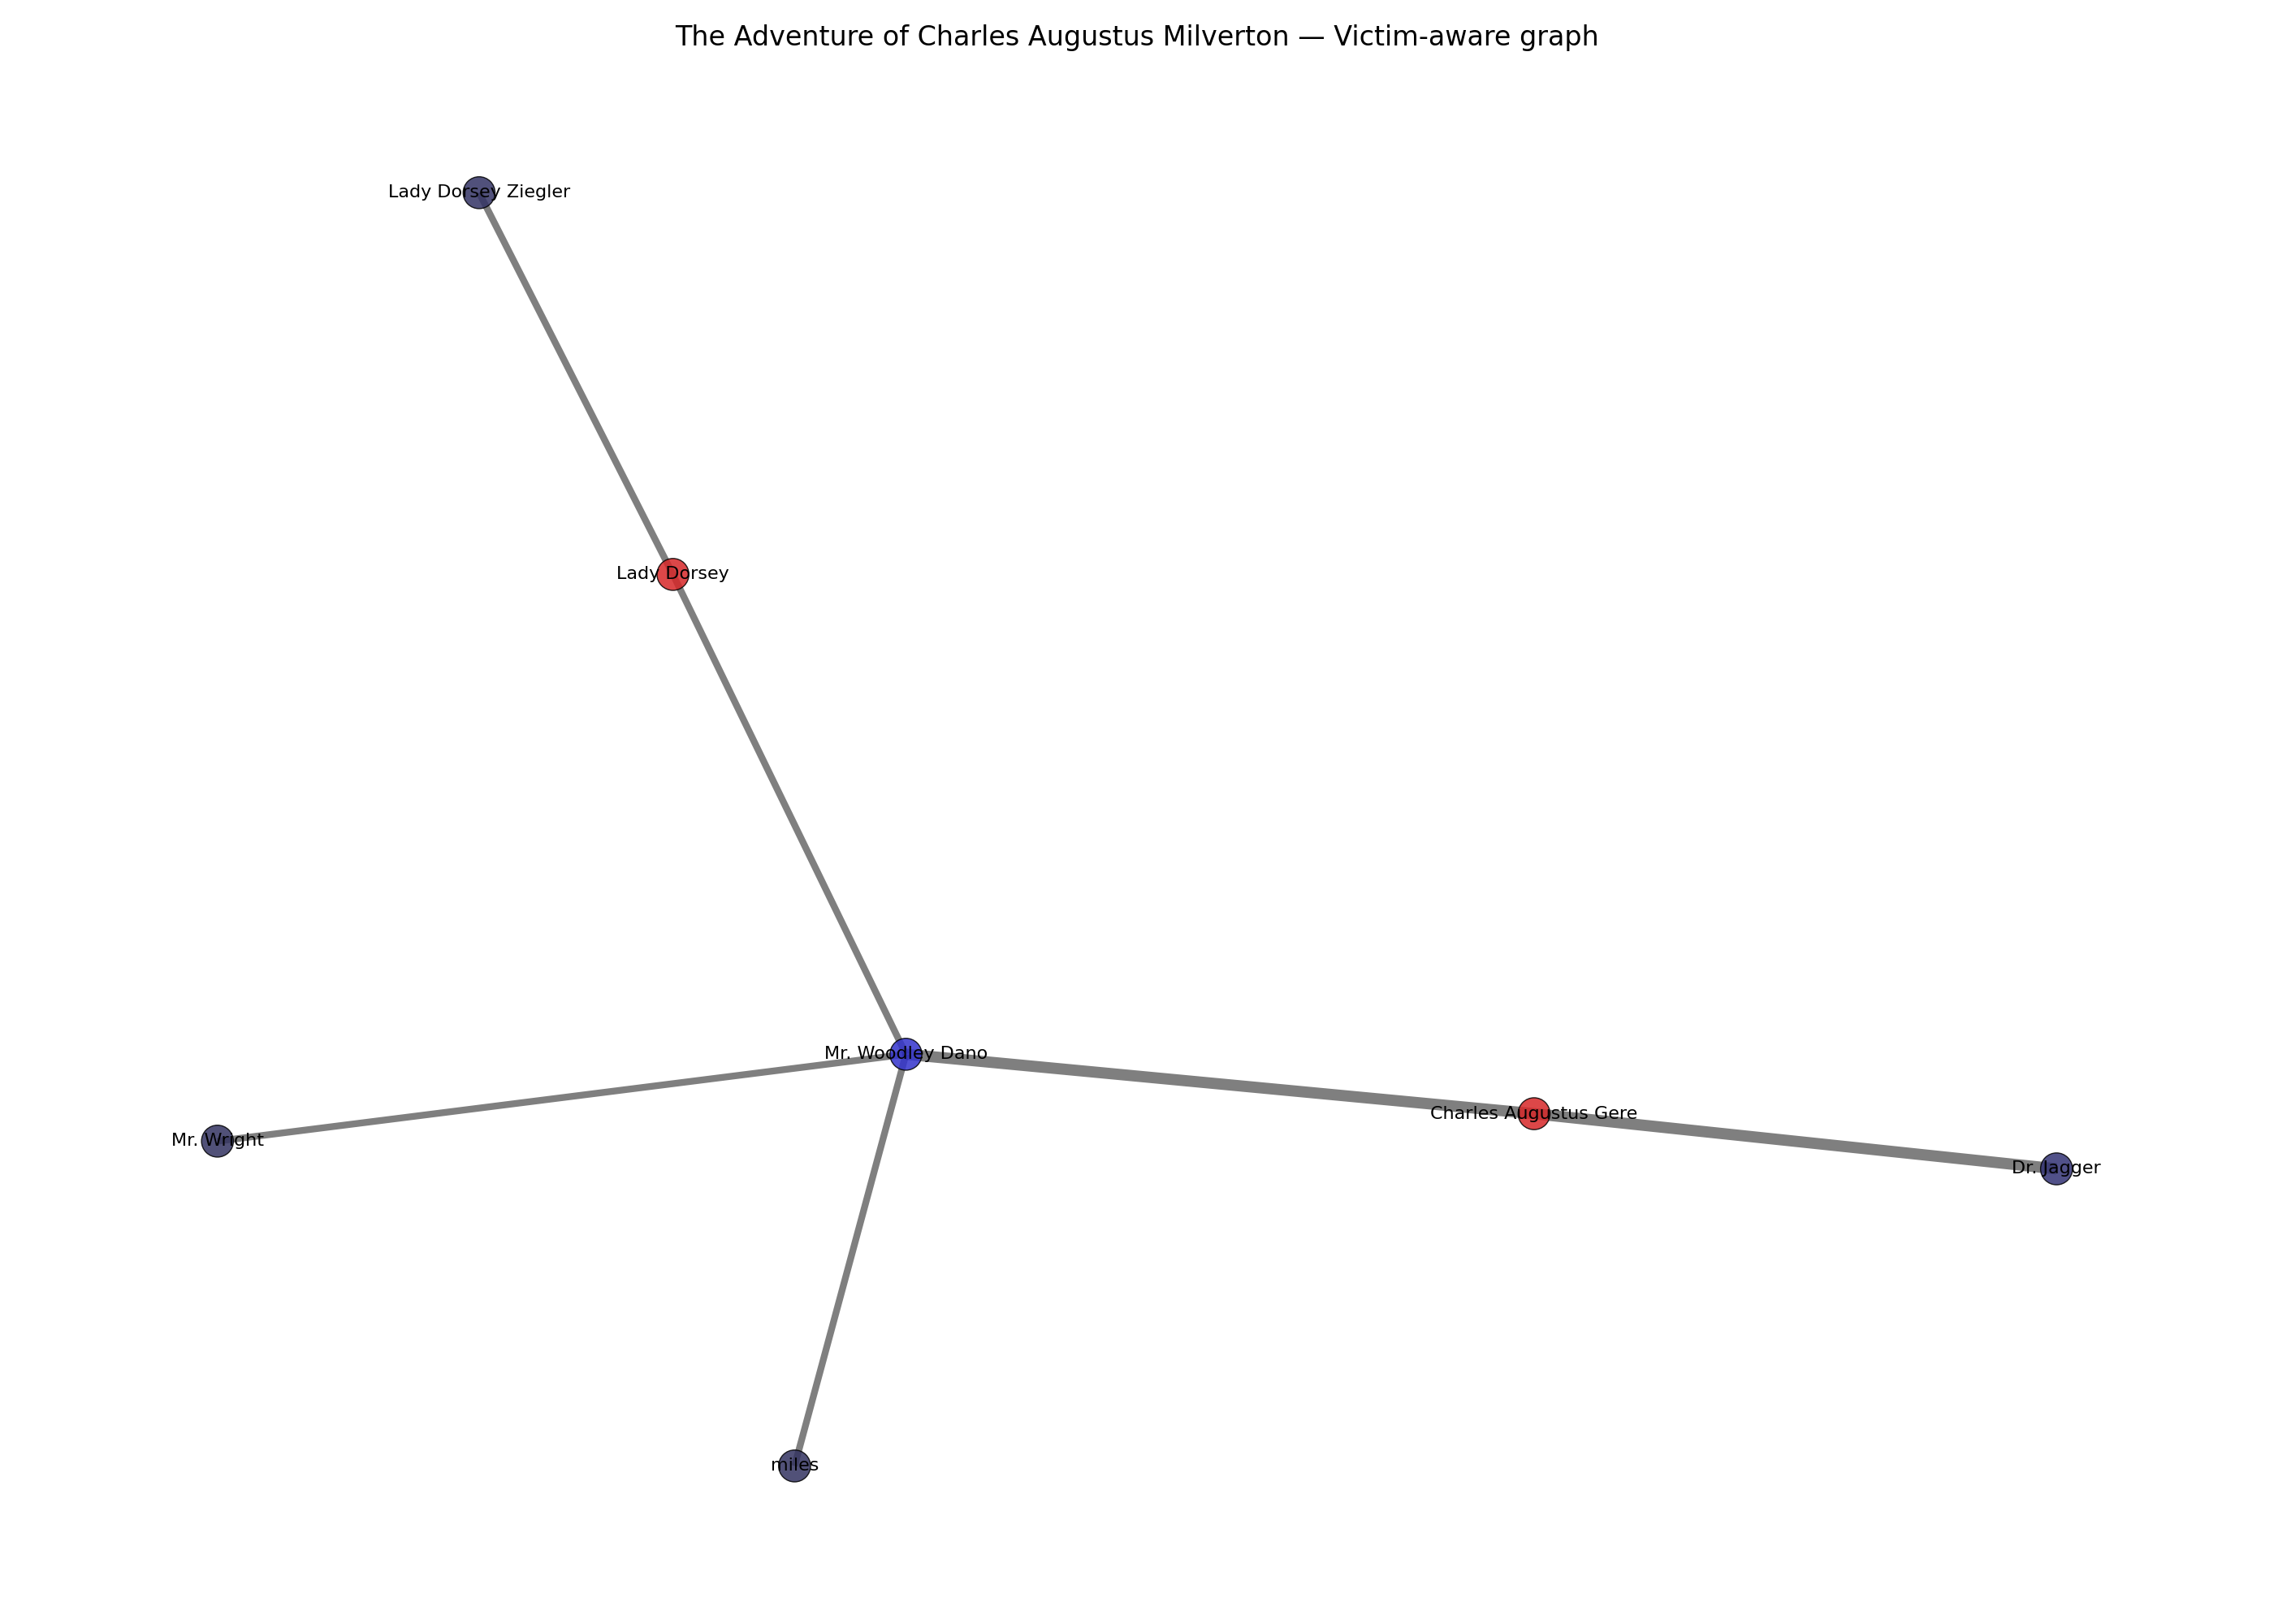 The Adventure of Charles Augustus Milverton — Victim-aware graph
Lady Dorsey Ziegler
Lady Dorsey
Mr. Woodley Dano
Charles Augustus Gere
Mr. Wright
Dr. Jagger
miles